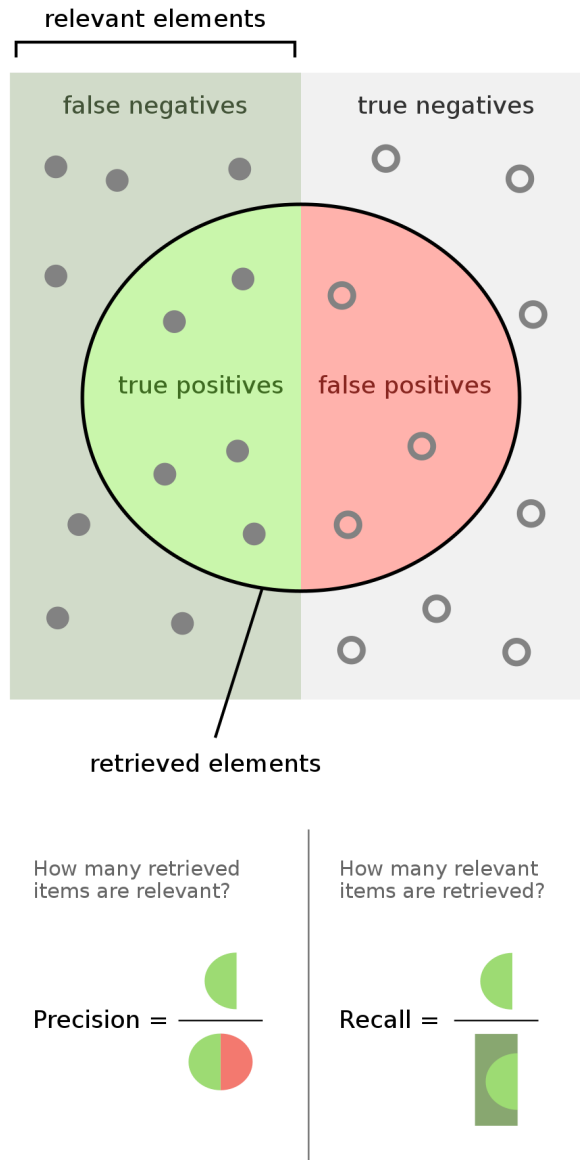 relevant elements
false negatives
true negatives
true positives
false positives
retrieved elements
How many retrieved
items are relevant?
Precision =
How many relevant
items are retrieved?
Recall =